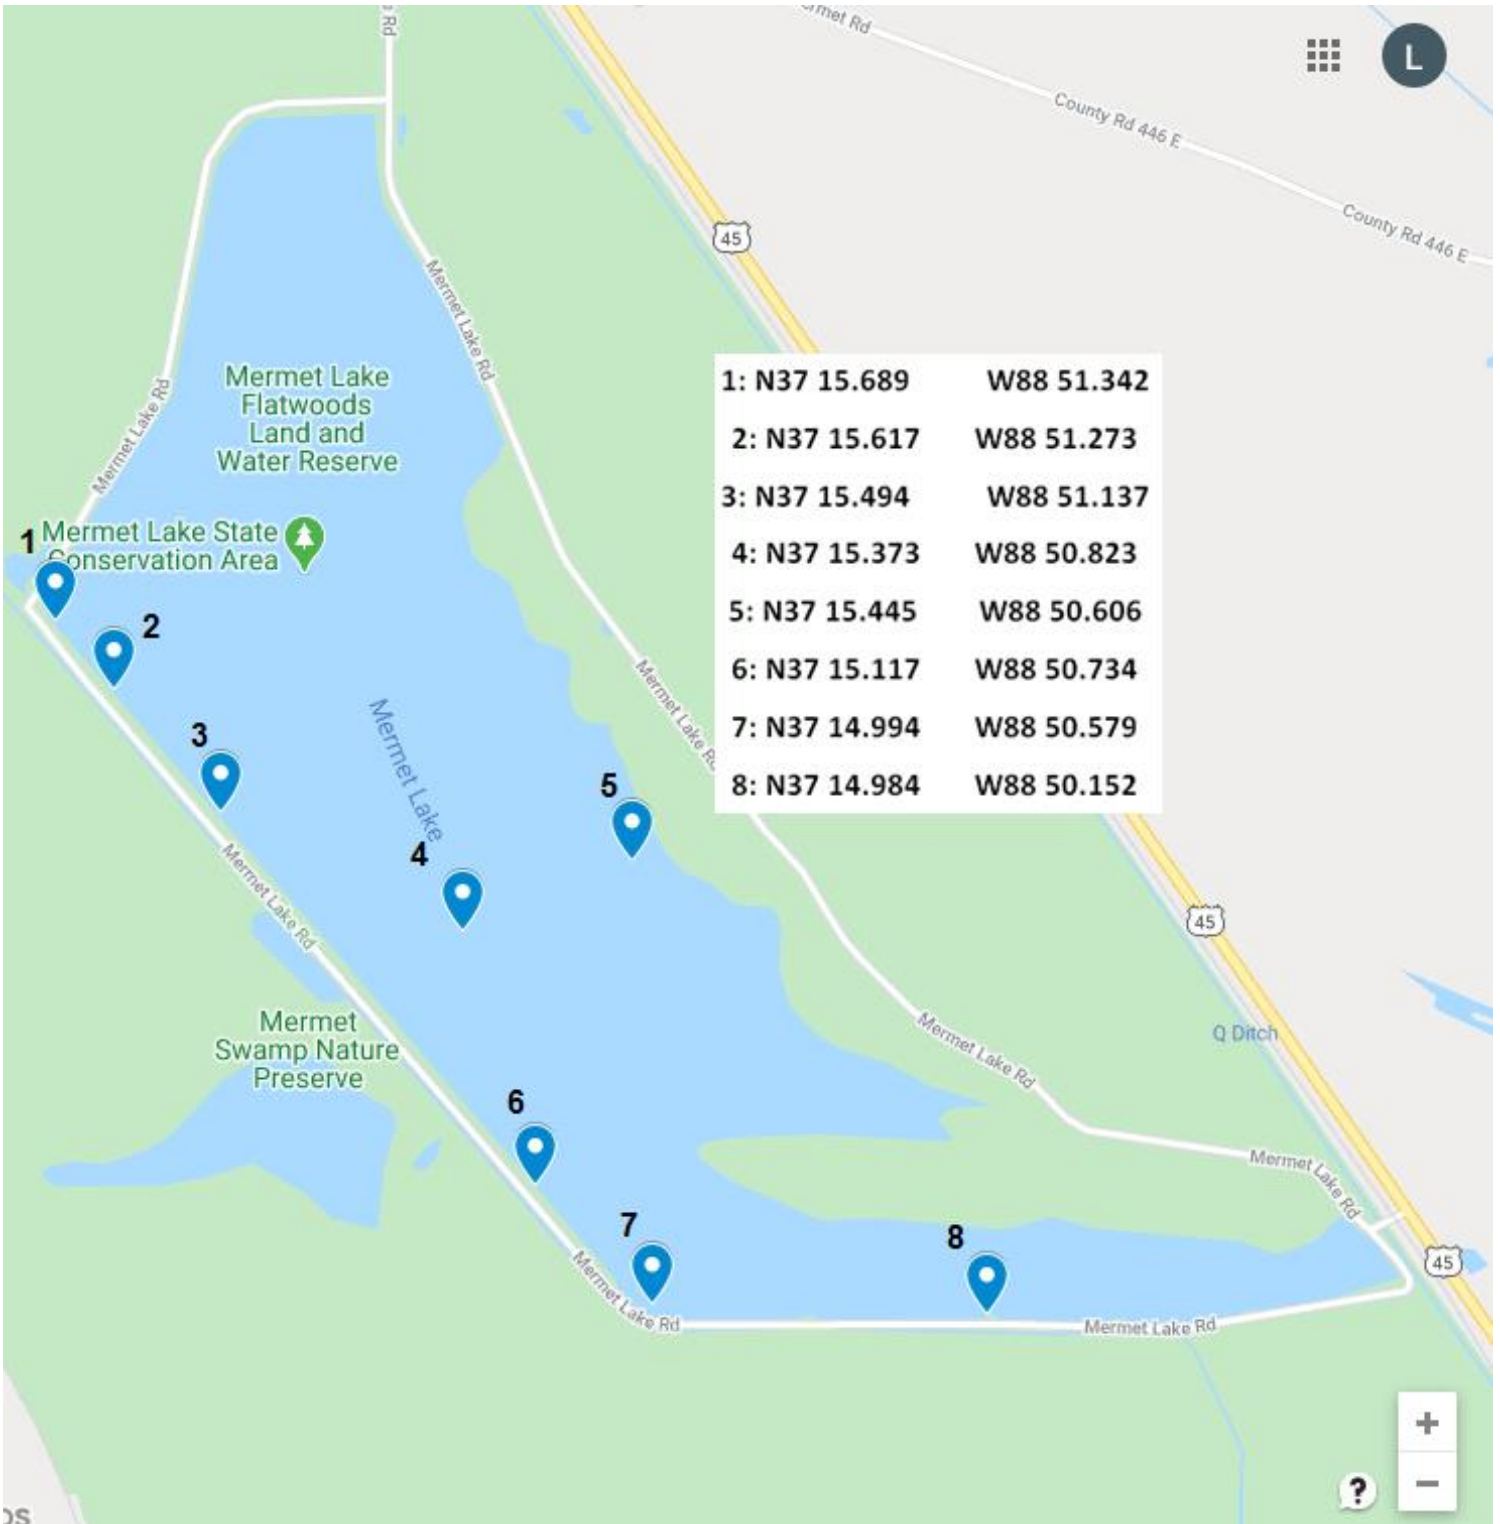 Rd
rmet Rd
L
County Rd 446 E
County Rd 446 E
45
Mermet Lake Rd
Mermet Lake Rd
Mermet Lake
Flatwoods
Land and
Water Reserve
1: N37 15.689 W88 51.342
2: N37 15.617 W88 51.273
3: N37 15.494 W88 51.137
4: N37 15.373 W88 50.823
5: N37 15.445 W88 50.606
6: N37 15.117 W88 50.734
7: N37 14.994 W88 50.579
8: N37 14.984 W88 50.152
1
Mermet Lake State
Conservation Area
2
3
Mermet Lake
Mermet Lake Rd
5
4
Mermet Lake Rd
45
Mermet
Swamp Nature
Preserve
Q Ditch
Mermet Lake Rd
6
Mermet Lake Rd
7
8
45
Mermet Lake Rd
Mermet Lake Rd
+
−
?
os